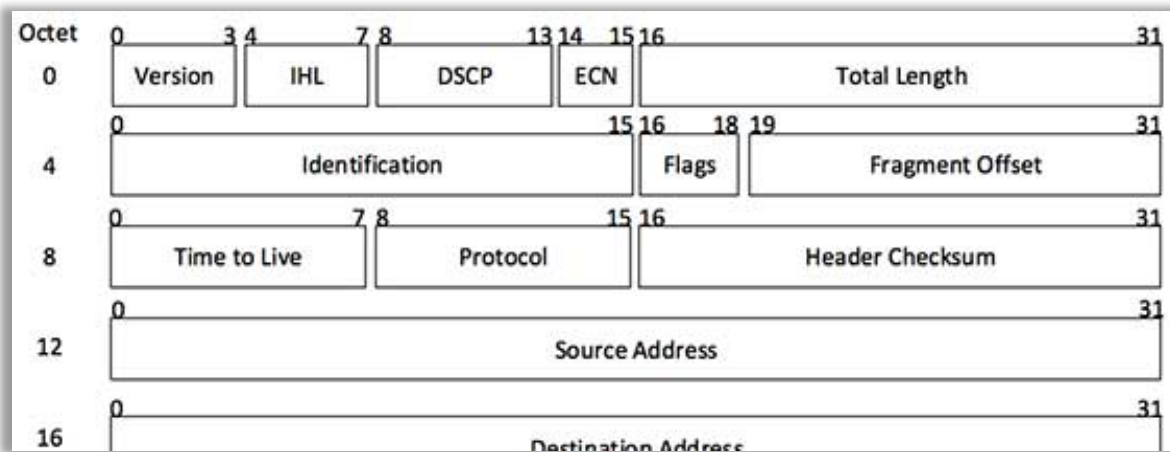 Octet 0 3 4 7 8 13 14 15 16 31
0 Version IHL DSCP ECN Total Length
0 15 16 18 19 31
4 Identification Flags Fragment Offset
0 7 8 15 16 31
8 Time to Live Protocol Header Checksum
0 31
12 Source Address
0 31
16 Destination Address